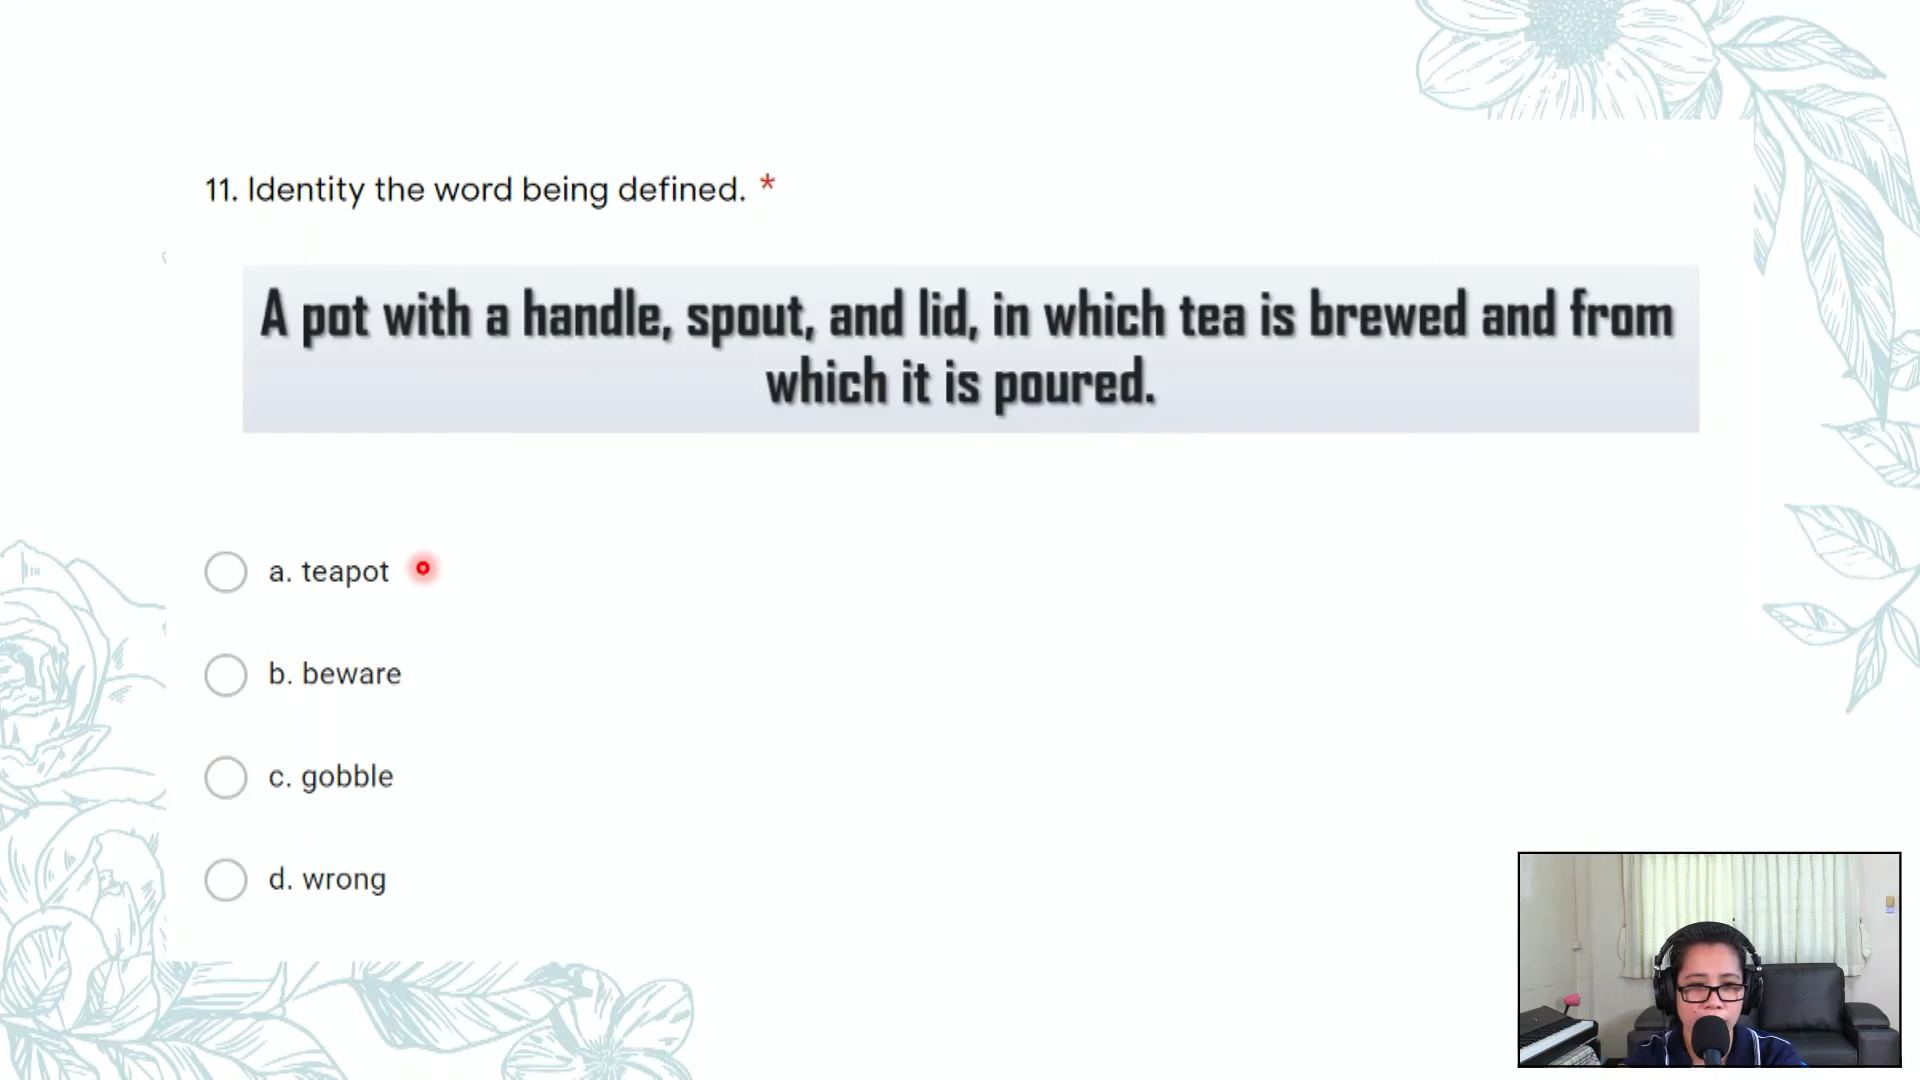 11. Identity the word being defined. *
A pot with a handle, spout, and lid, in which tea is brewed and from
which it is poured.
a. teapot
b. beware
c. gobble
d. wrong